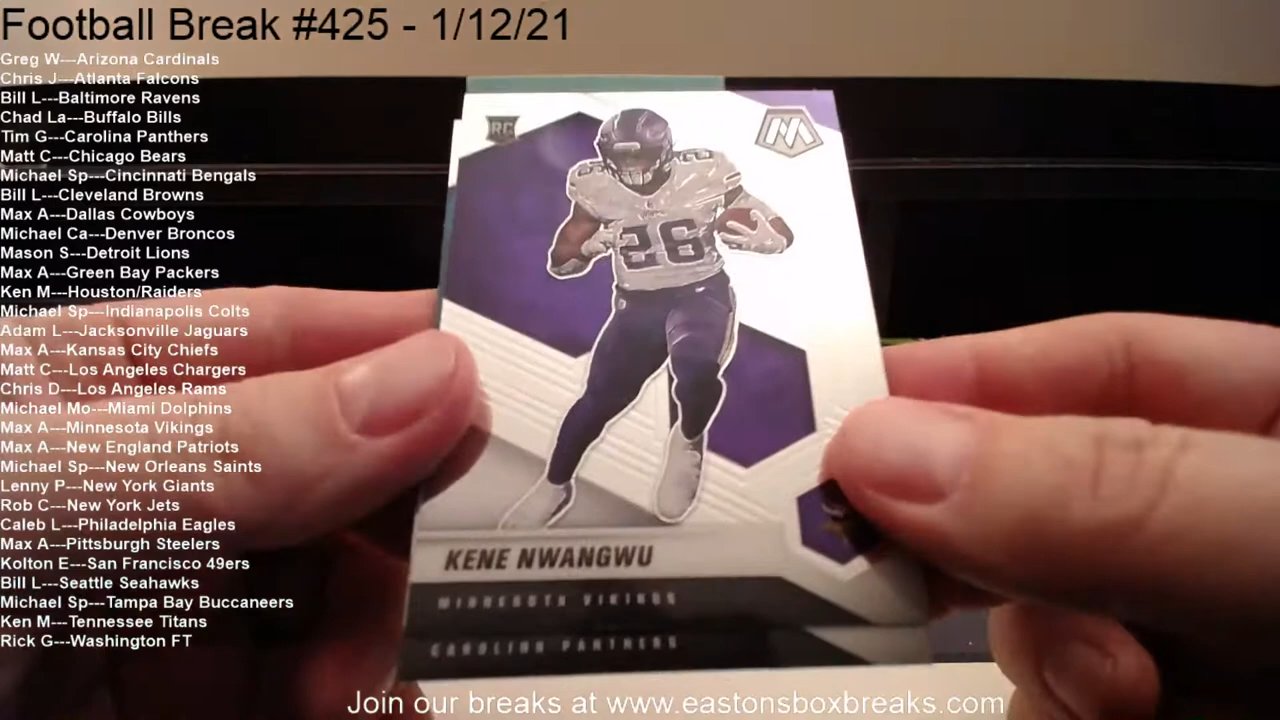 Football Break #425 - 1/12/21
Greg W---Arizona Cardinals
Chris J---Atlanta Falcons
Bill L---Baltimore Ravens
Chad La---Buffalo Bills
Tim G---Carolina Panthers
Matt C---Chicago Bears
Michael Sp---Cincinnati Bengals
Bill L---Cleveland Browns
Max A---Dallas Cowboys
Michael Ca---Denver Broncos
Mason S---Detroit Lions
Max A---Green Bay Packers
Ken M---Houston/Raiders
Michael Sp---Indianapolis Colts
Adam L---Jacksonville Jaguars
Max A---Kansas City Chiefs
Matt C---Los Angeles Chargers
Chris D---Los Angeles Rams
Michael Mo---Miami Dolphins
Max A---Minnesota Vikings
Max A---New England Patriots
Michael Sp---New Orleans Saints
Lenny P---New York Giants
Rob C---New York Jets
Caleb L---Philadelphia Eagles
Max A---Pittsburgh Steelers
Kolton E---San Francisco 49ers
Bill L---Seattle Seahawks
Michael Sp---Tampa Bay Buccaneers
Ken M---Tennessee Titans
Rick G---Washington FT
RC
M
26
26
KENE NWANGWU
MINNESOTA VIKINGS
CAROLINA PANTHERS
Join our breaks at www.eastonsboxbreaks.com